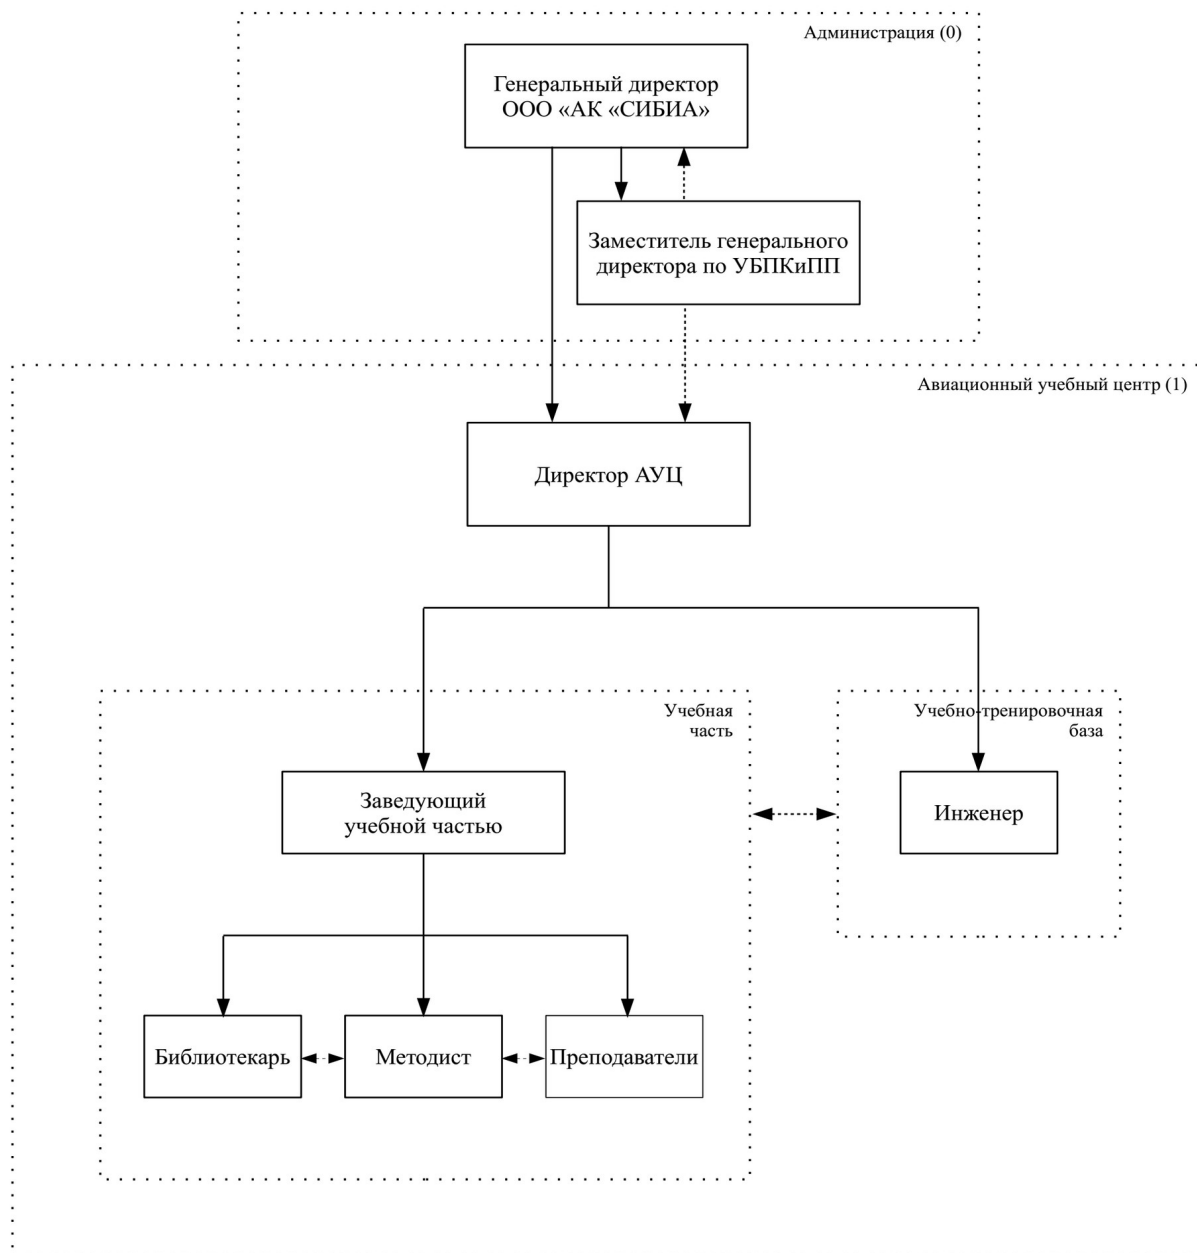 Администрация (0)
Генеральный директор
ООО «АК «СИБИА»
Заместитель генерального
директора по УБПКиПП
Авиационный учебный центр (1)
Директор АУЦ
Учебная
часть
Учебно-тренировочная
база
Заведующий
учебной частью
Инженер
Библиотекарь
Методист
Преподаватели